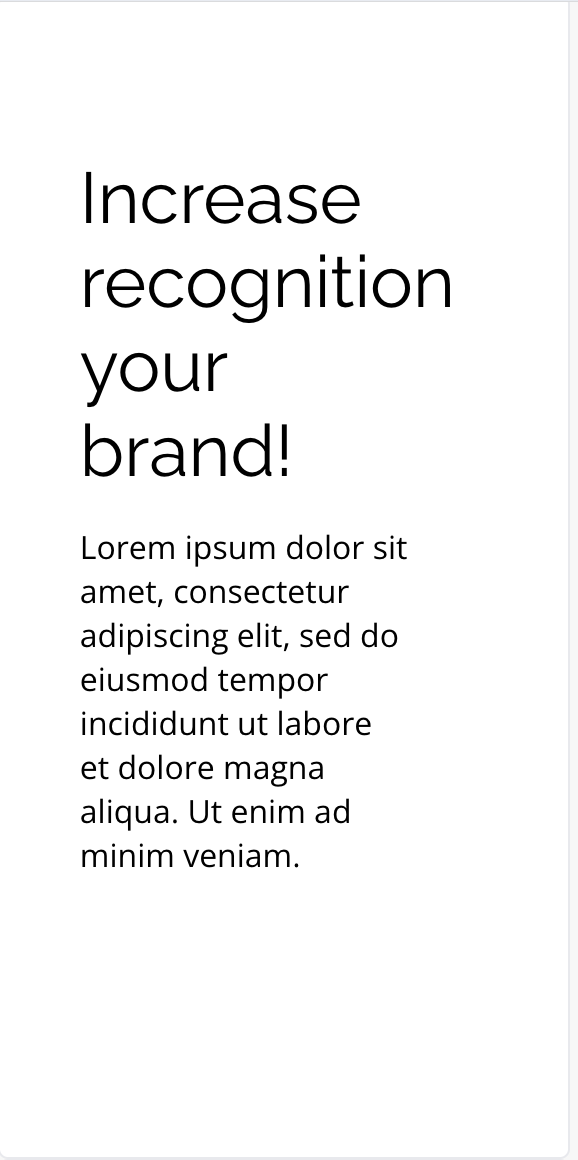 Increase
recognition
your
brand!
Lorem ipsum dolor sit
amet, consectetur
adipiscing elit, sed do
eiusmod tempor
incididunt ut labore
et dolore magna
aliqua. Ut enim ad
minim veniam.